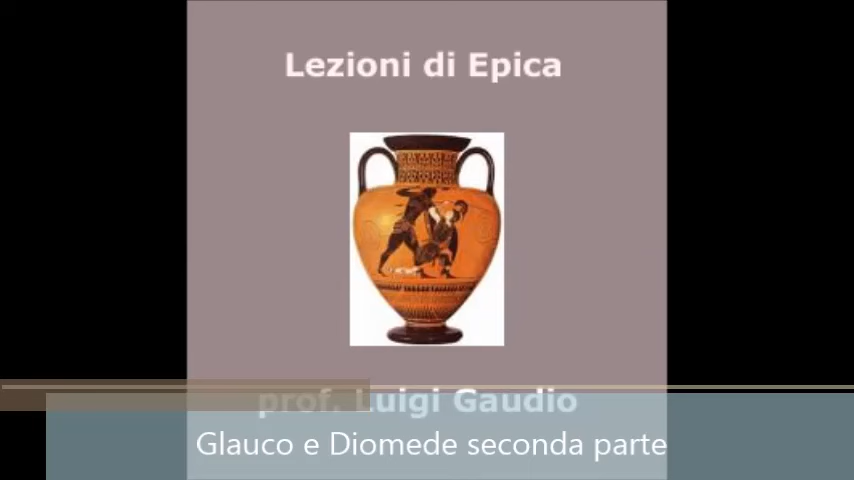 Lezioni di Epica
prof. Luigi Gaudio
Glauco e Diomede seconda parte